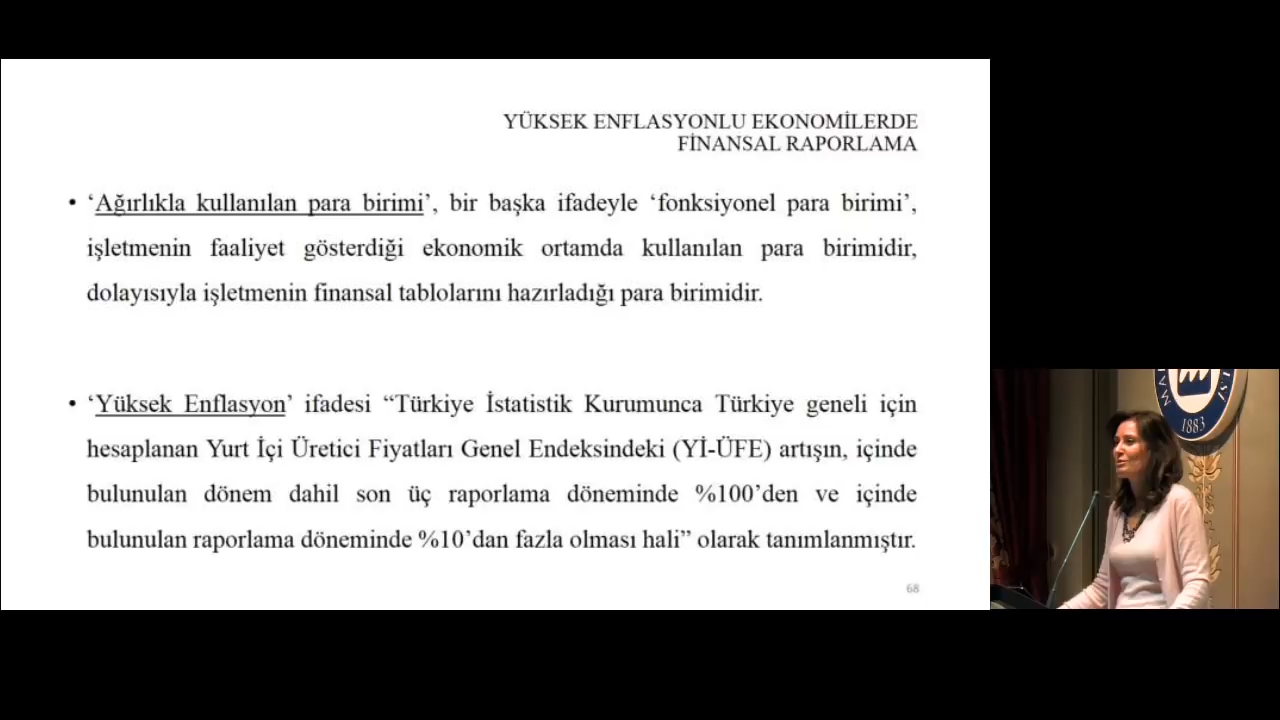 YÜKSEK ENFLASYONLU EKONOMİLERDE
FİNANSAL RAPORLAMA
• ‘Ağırlıkla kullanılan para birimi’, bir başka ifadeyle ‘fonksiyonel para birimi’,
işletmenin faaliyet gösterdiği ekonomik ortamda kullanılan para birimidir,
dolayısıyla işletmenin finansal tablolarını hazırladığı para birimidir.
• ‘Yüksek Enflasyon’ ifadesi “Türkiye İstatistik Kurumunca Türkiye geneli için
hesaplanan Yurt İçi Üretici Fiyatları Genel Endeksindeki (Yİ-ÜFE) artışın, içinde
bulunulan dönem dahil son üç raporlama döneminde %100’den ve içinde
bulunulan raporlama döneminde %10’dan fazla olması hali” olarak tanımlanmıştır.
68
1883